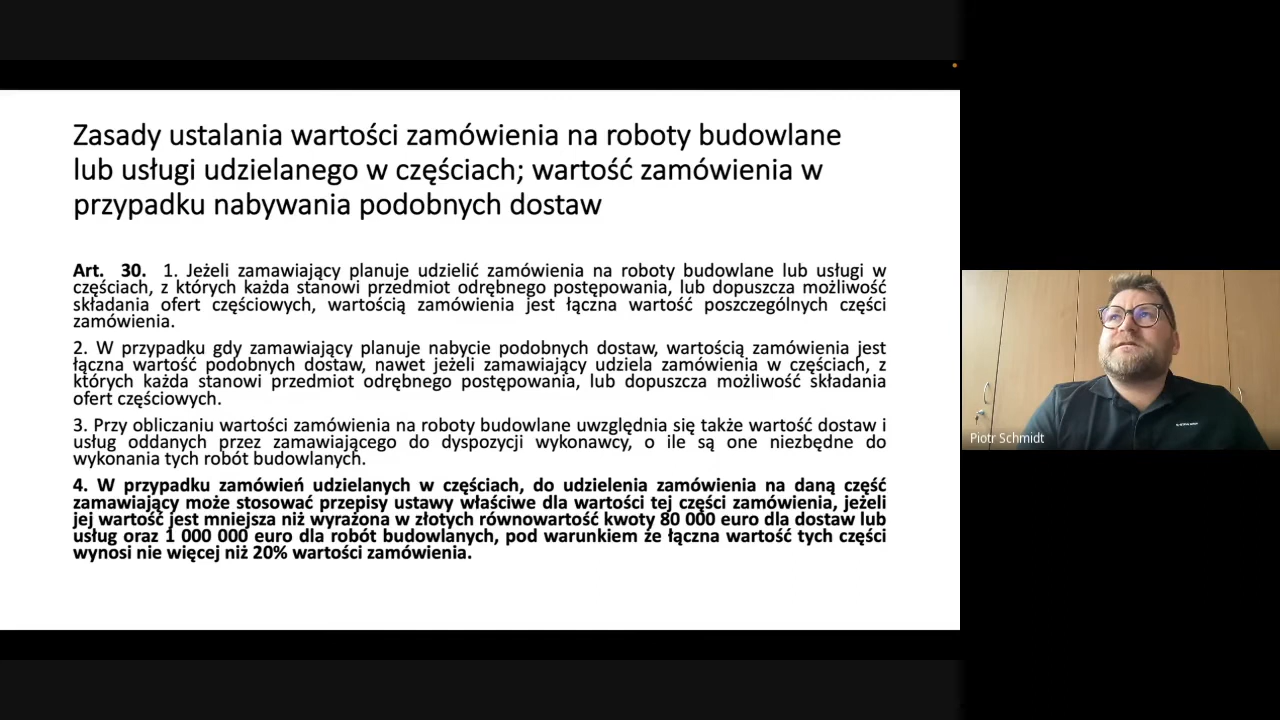 Zasady ustalania wartości zamówienia na roboty budowlane
lub usługi udzielanego w częściach; wartość zamówienia w
przypadku nabywania podobnych dostaw
Art. 30. 1. Jeżeli zamawiający planuje udzielić zamówienia na roboty budowlane lub usługi w
częściach, z których każda stanowi przedmiot odrębnego postępowania, lub dopuszcza możliwość
składania ofert częściowych, wartością zamówienia jest łączna wartość poszczególnych części
zamówienia.
2. W przypadku gdy zamawiający planuje nabycie podobnych dostaw, wartością zamówienia jest
łączna wartość podobnych dostaw, nawet jeżeli zamawiający udziela zamówienia w częściach, z
których każda stanowi przedmiot odrębnego postępowania, lub dopuszcza możliwość składania
ofert częściowych.
3. Przy obliczaniu wartości zamówienia na roboty budowlane uwzględnia się także wartość dostaw i
usług oddanych przez zamawiającego do dyspozycji wykonawcy, o ile są one niezbędne do
wykonania tych robót budowlanych.
4. W przypadku zamówień udzielanych w częściach, do udzielenia zamówienia na daną część
zamawiający może stosować przepisy ustawy właściwe dla wartości tej części zamówienia, jeżeli
jej wartość jest mniejsza niż wyrażona w złotych równowartość kwoty 80 000 euro dla dostaw lub
usług oraz 1 000 000 euro dla robót budowlanych, pod warunkiem że łączna wartość tych części
wynosi nie więcej niż 20% wartości zamówienia.
Piotr Schmidt